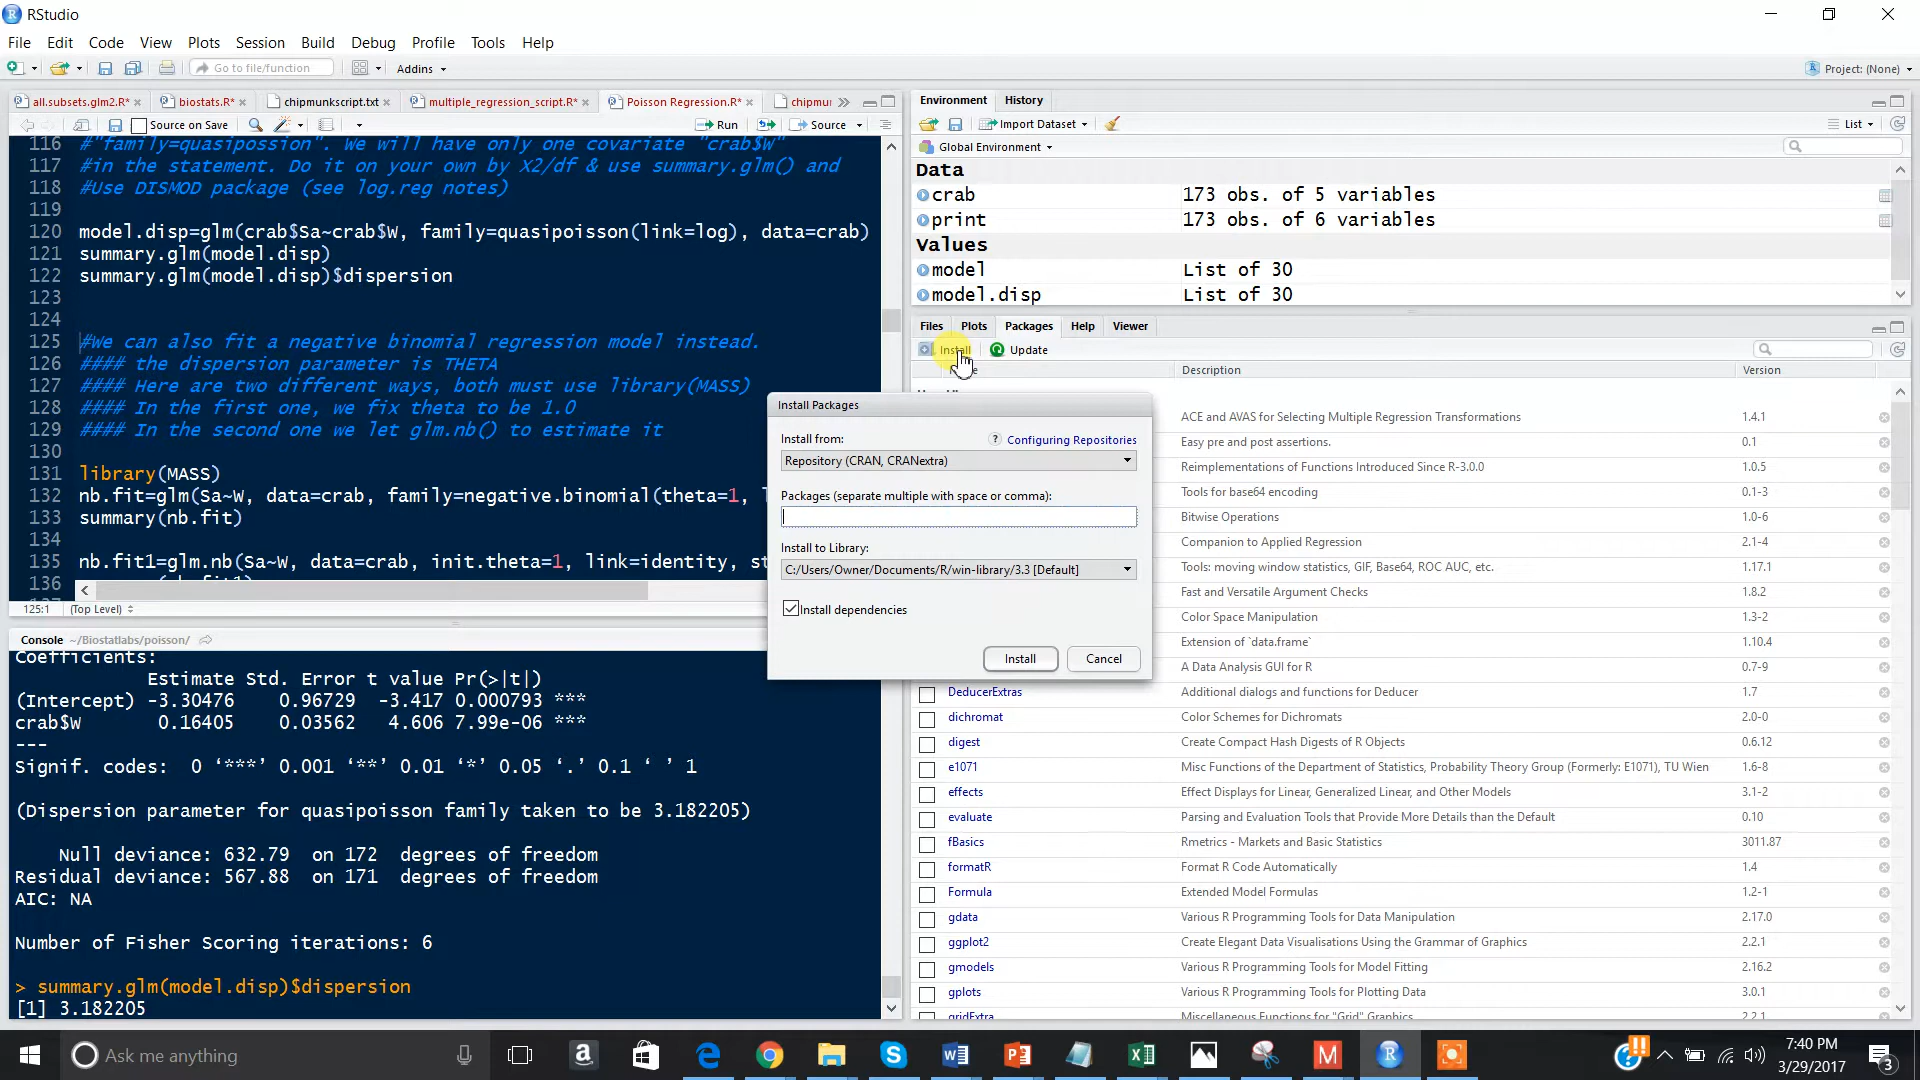 RStudio
File Edit Code View Plots Session Build Debug Profile Tools Help
Go to file/function Addins Project: (None)
all.subsets.glm2.R* biostats.R* chipmunkscript.txt multiple_regression_script.R* Poisson Regression.R* chipmu
Source on Save Run Source
116 #"family=quasipossion". We will have only one covariate "crab$W"
117 #in the statement. Do it on your own by X2/df & use summary.glm() and
118 #Use DISMOD package (see log.reg notes)
119
120 model.disp=glm(crab$Sa~crab$W, family=quasipoisson(link=log), data=crab)
121 summary.glm(model.disp)
122 summary.glm(model.disp)$dispersion
123
124
125 #We can also fit a negative binomial regression model instead.
126 #### the dispersion parameter is THETA
127 #### Here are two different ways, both must use library(MASS)
128 #### In the first one, we fix theta to be 1.0
129 #### In the second one we let glm.nb() to estimate it
130
131 library(MASS)
132 nb.fit=glm(Sa~W, data=crab, family=negative.binomial(theta=1, l
133 summary(nb.fit)
134
135 nb.fit1=glm.nb(Sa~W, data=crab, init.theta=1, link=identity, st
136
125:1 (Top Level)
Console ~/Biostatlabs/poisson/
Coefficients:
Estimate Std. Error t value Pr(>|t|)
(Intercept) -3.30476 0.96729 -3.417 0.000793 ***
crab$W 0.16405 0.03562 4.606 7.99e-06 ***
---
Signif. codes: 0 ‘***’ 0.001 ‘**’ 0.01 ‘*’ 0.05 ‘.’ 0.1 ‘ ’ 1
(Dispersion parameter for quasipoisson family taken to be 3.182205)
Null deviance: 632.79 on 172 degrees of freedom
Residual deviance: 567.88 on 171 degrees of freedom
AIC: NA
Number of Fisher Scoring iterations: 6
> summary.glm(model.disp)$dispersion
[1] 3.182205
Environment History
Import Dataset List
Global Environment
Data
crab 173 obs. of 5 variables
print 173 obs. of 6 variables
Values
model List of 30
model.disp List of 30
Files Plots Packages Help Viewer
Install Update
Description Version
ACE and AVAS for Selecting Multiple Regression Transformations 1.4.1
Easy pre and post assertions. 0.1
Reimplementations of Functions Introduced Since R-3.0.0 1.0.5
Tools for base64 encoding 0.1-3
Bitwise Operations 1.0-6
Companion to Applied Regression 2.1-4
Tools: moving window statistics, GIF, Base64, ROC AUC, etc. 1.17.1
Fast and Versatile Argument Checks 1.8.2
Color Space Manipulation 1.3-2
Extension of `data.frame` 1.10.4
A Data Analysis GUI for R 0.7-9
DeducerExtras Additional dialogs and functions for Deducer 1.7
dichromat Color Schemes for Dichromats 2.0-0
digest Create Compact Hash Digests of R Objects 0.6.12
e1071 Misc Functions of the Department of Statistics, Probability Theory Group (Formerly: E1071), TU Wien 1.6-8
effects Effect Displays for Linear, Generalized Linear, and Other Models 3.1-2
evaluate Parsing and Evaluation Tools that Provide More Details than the Default 0.10
fBasics Rmetrics - Markets and Basic Statistics 3011.87
formatR Format R Code Automatically 1.4
Formula Extended Model Formulas 1.2-1
gdata Various R Programming Tools for Data Manipulation 2.17.0
ggplot2 Create Elegant Data Visualisations Using the Grammar of Graphics 2.2.1
gmodels Various R Programming Tools for Model Fitting 2.16.2
gplots Various R Programming Tools for Plotting Data 3.0.1
gridExtra Miscellaneous Functions for "Grid" Graphics 2.2.1
Install Packages
Install from: ? Configuring Repositories
Repository (CRAN, CRANextra)
Packages (separate multiple with space or comma):
Install to Library:
C:/Users/Owner/Documents/R/win-library/3.3 [Default]
Install dependencies
Install Cancel
Ask me anything
7:40 PM
3/29/2017
3